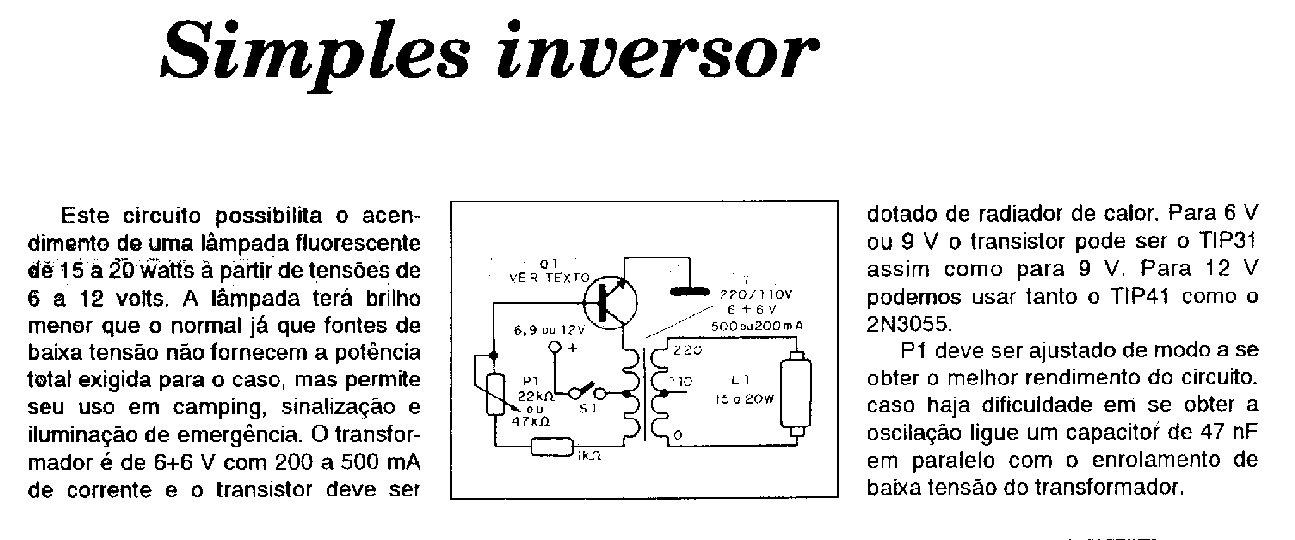 Simples inversor
Este circuito possibilita o acen-
dimento de uma lâmpada fluorescente
de 15 a 20 watts a partir de tensões de
6 a 12 volts. A lâmpada terá brilho
menor que o normal já que fontes de
baixa tensão não fornecem a potência
total exigida para o caso, mas permite
seu uso em camping, sinalização e
iluminação de emergência. O transfor-
mador é de 6+6 V com 200 a 500 mA
de corrente e o transistor deve ser
Q1
VER TEXTO
220/110V
6 + 6V
500 ou 200mA
6,9 ou 12V
+
220
P1
22kΩ
ou
47kΩ
S1
110
L1
15 a 20W
0
1kΩ
dotado de radiador de calor. Para 6 V
ou 9 V o transistor pode ser o TIP31
assim como para 9 V. Para 12 V
podemos usar tanto o TIP41 como o
2N3055.
P1 deve ser ajustado de modo a se
obter o melhor rendimento do circuito.
caso haja dificuldade em se obter a
oscilação ligue um capacitor de 47 nF
em paralelo com o enrolamento de
baixa tensão do transformador.